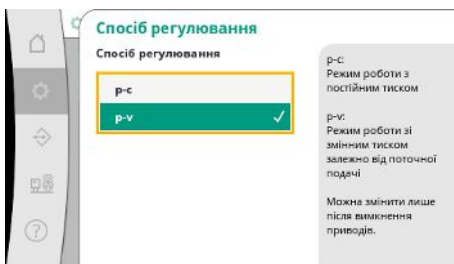 Спосіб регулювання
Спосіб регулювання
p-c
p-v
p-c:
Режим роботи з
постійним тиском
p-v:
Режим роботи зі
змінним тиском
залежно від поточної
подачі
Можна змінити лише
після вимкнення
приводів.